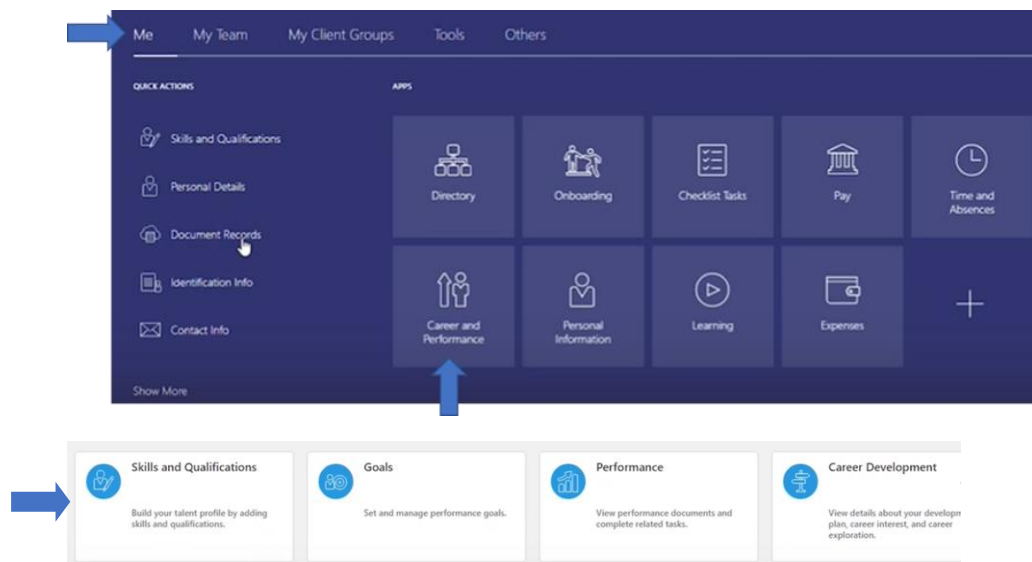 Me My Team My Client Groups Tools Others
QUICK ACTIONS
APPS
Skills and Qualifications
Personal Details
Document Records
Identification Info
Contact Info
Show More
Directory
Onboarding
Checklist Tasks
Pay
Time and
Absences
Career and
Performance
Personal
Information
Learning
Expenses
Skills and Qualifications
Build your talent profile by adding
skills and qualifications.
Goals
Set and manage performance goals.
Performance
View performance documents and
complete related tasks.
Career Development
View details about your developm
plan, career interest, and career
exploration.